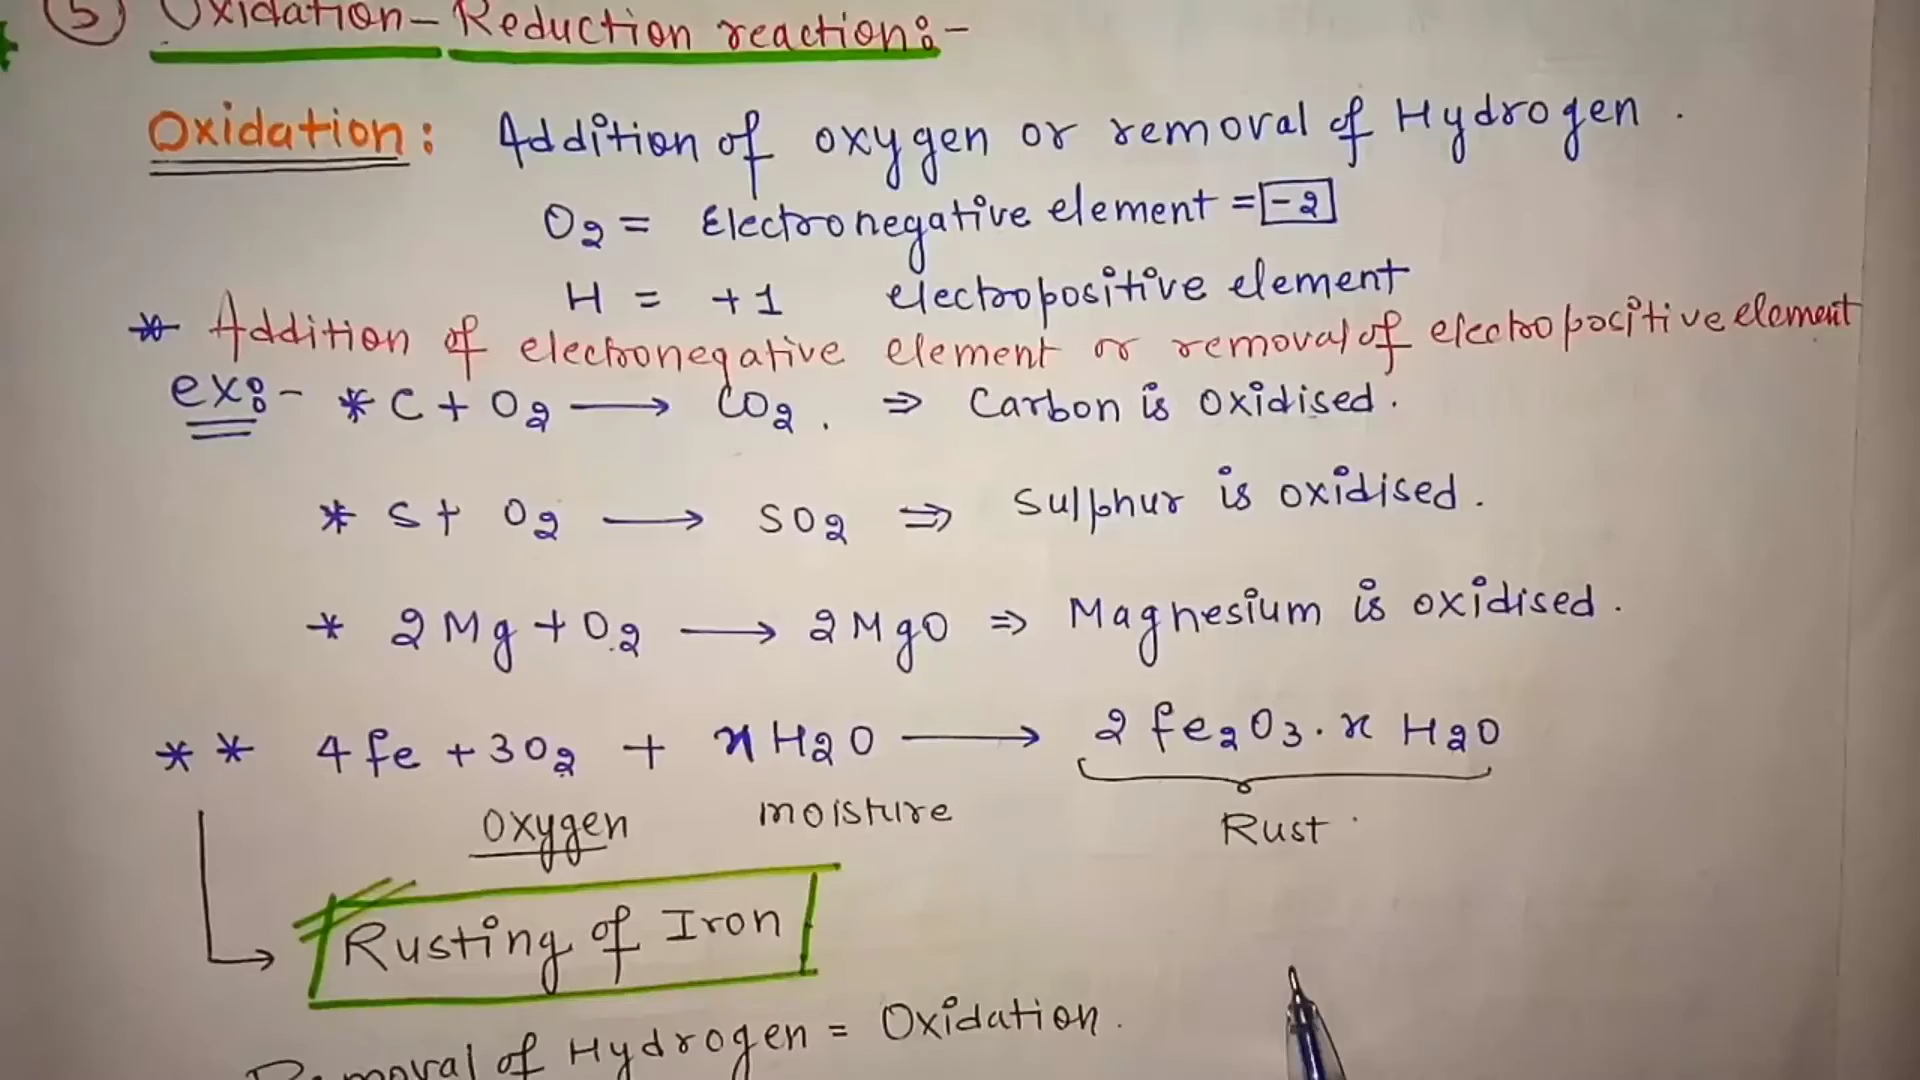 5 Oxidation-Reduction reaction:-
Oxidation: Addition of oxygen or removal of Hydrogen.
O₂ = Electronegative element = -2
H = +1 electropositive element
* Addition of electronegative element or removal of electropositive element
ex:- * C + O₂ → CO₂. ⇒ Carbon is oxidised.
* S + O₂ → SO₂ ⇒ Sulphur is oxidised.
* 2Mg + O₂ → 2MgO ⇒ Magnesium is oxidised.
** 4Fe + 3O₂ + xH₂O → 2Fe₂O₃.xH₂O
Oxygen moisture Rust
Rusting of Iron
Removal of Hydrogen = Oxidation.